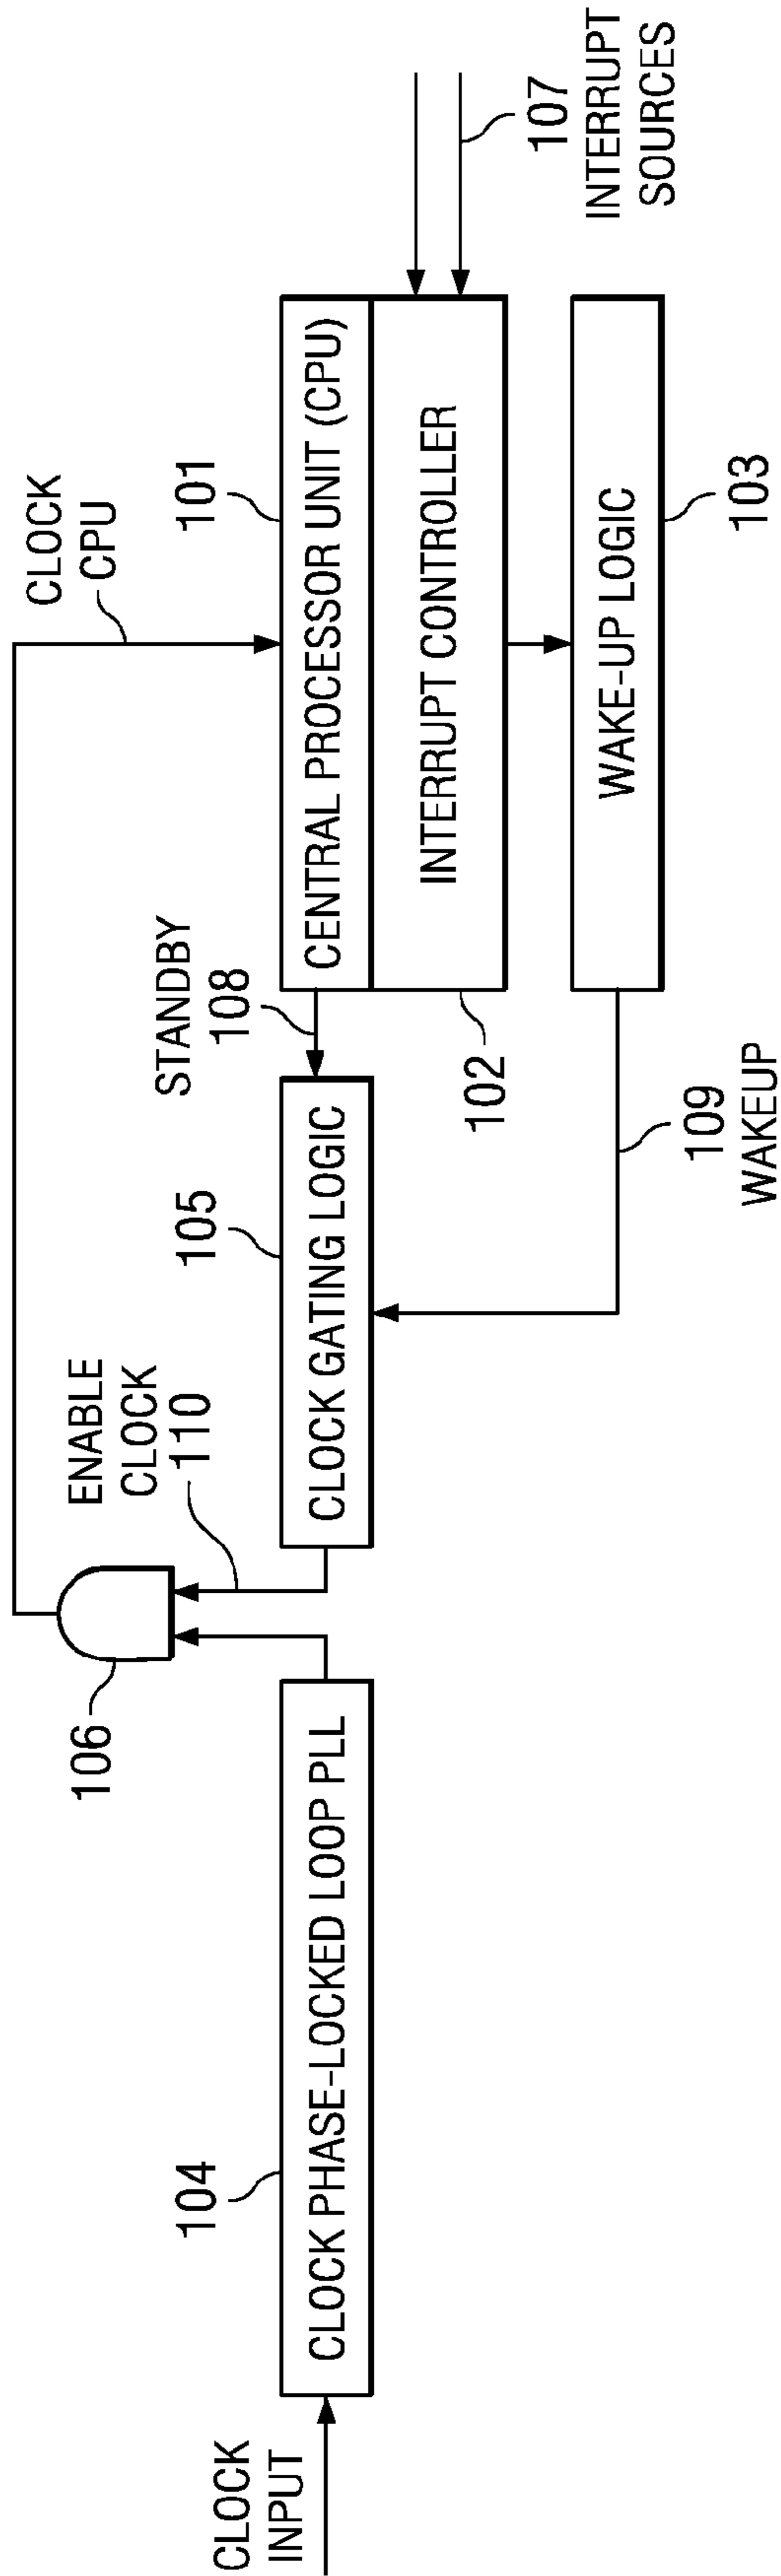 CLOCK
CPU
ENABLE
CLOCK
110
106
STANDBY
108
101
104
105
CLOCK
INPUT
CLOCK PHASE-LOCKED LOOP PLL
CLOCK GATING LOGIC
CENTRAL PROCESSOR UNIT (CPU)
INTERRUPT CONTROLLER
102
107
INTERRUPT
SOURCES
WAKE-UP LOGIC
103
109
WAKEUP